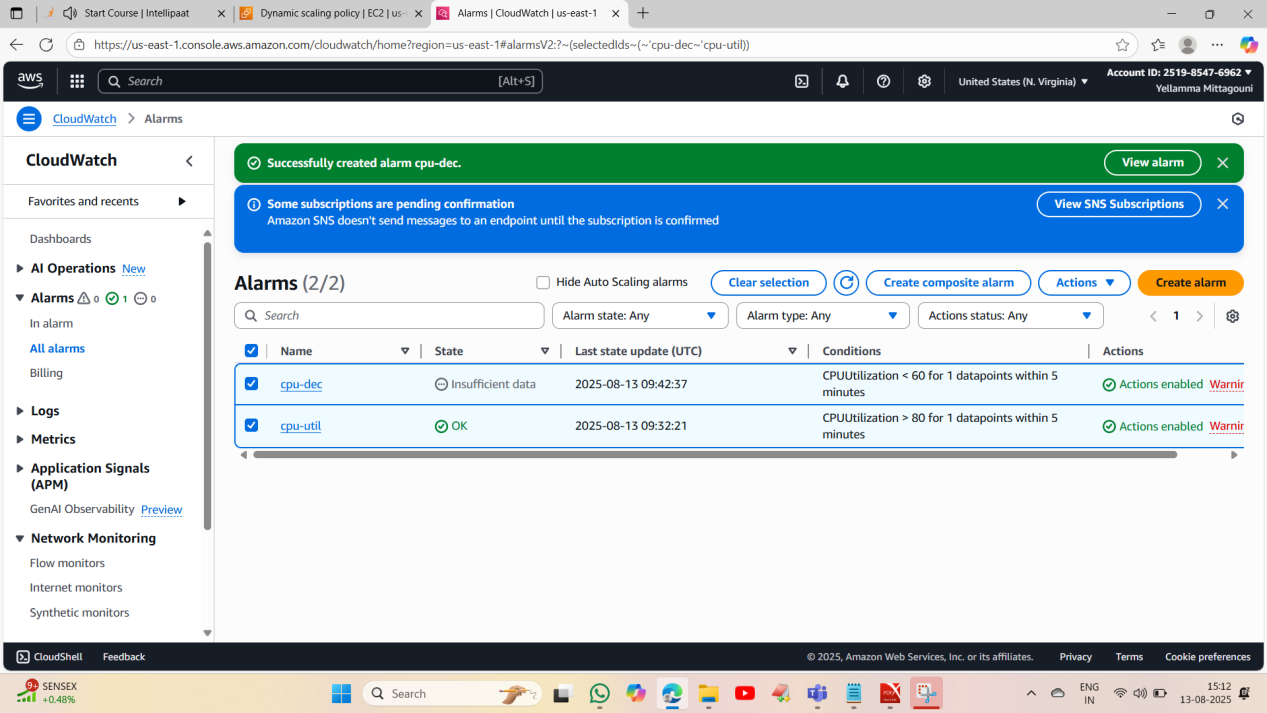 Start Course | Intellipaat
Dynamic scaling policy | EC2 | us-
Alarms | CloudWatch | us-east-1
https://us-east-1.console.aws.amazon.com/cloudwatch/home?region=us-east-1#alarmsV2:?~(selectedIds~(~'cpu-dec~'cpu-util))
aws
Search [Alt+S]
United States (N. Virginia)
Account ID: 2519-8547-6962
Yellamma Mittagouni
CloudWatch > Alarms
CloudWatch
Favorites and recents
Dashboards
AI Operations New
Alarms 0 1 0
In alarm
All alarms
Billing
Logs
Metrics
Application Signals
(APM)
GenAI Observability Preview
Network Monitoring
Flow monitors
Internet monitors
Synthetic monitors
Successfully created alarm cpu-dec.
View alarm
Some subscriptions are pending confirmation
Amazon SNS doesn't send messages to an endpoint until the subscription is confirmed
View SNS Subscriptions
Alarms (2/2)
Hide Auto Scaling alarms
Clear selection
Create composite alarm
Actions
Create alarm
Search
Alarm state: Any
Alarm type: Any
Actions status: Any
1
Name State Last state update (UTC) Conditions Actions
cpu-dec Insufficient data 2025-08-13 09:42:37 CPUUtilization < 60 for 1 datapoints within 5
minutes
Actions enabled Warnin
cpu-util OK 2025-08-13 09:32:21 CPUUtilization > 80 for 1 datapoints within 5
minutes
Actions enabled Warnin
CloudShell Feedback
© 2025, Amazon Web Services, Inc. or its affiliates. Privacy Terms Cookie preferences
9+ SENSEX
+0.48%
Search
ENG
IN
15:12
13-08-2025